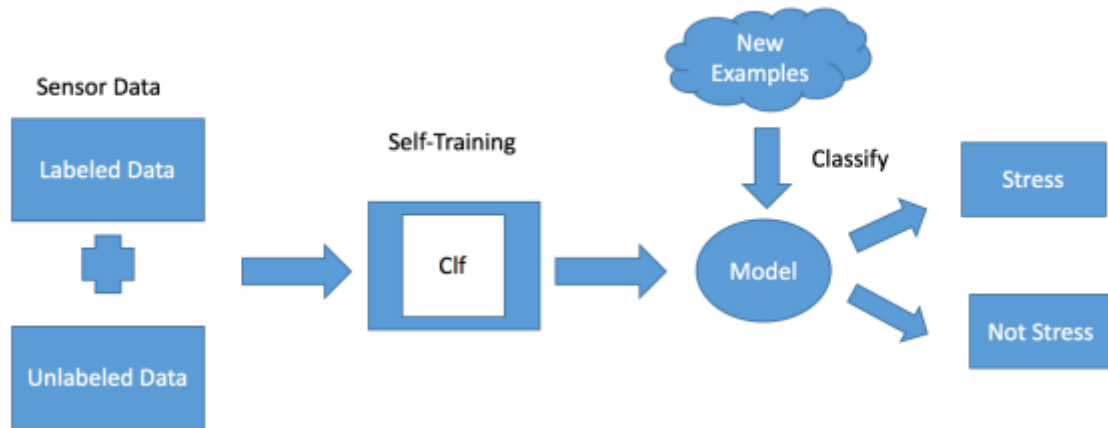 Sensor Data
Labeled Data
Unlabeled Data
Self-Training
Clf
New
Examples
Classify
Model
Stress
Not Stress